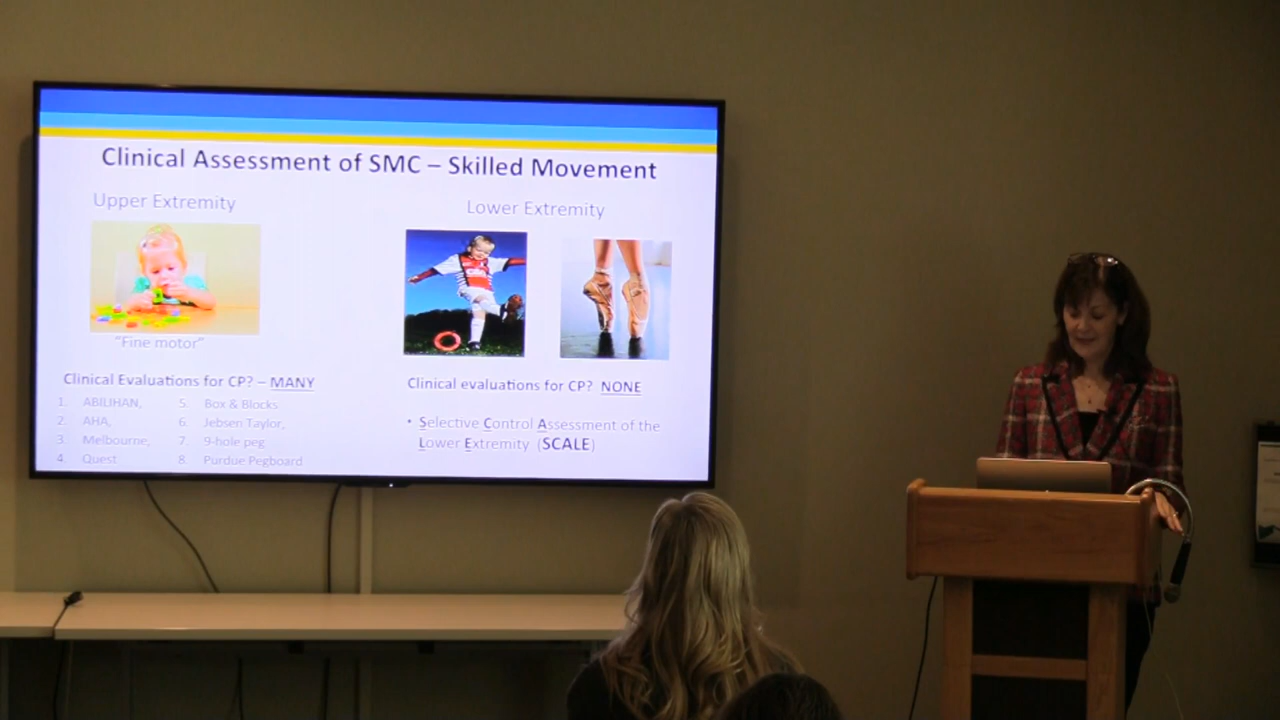 Clinical Assessment of SMC – Skilled Movement
Upper Extremity
"Fine motor"
Clinical Evaluations for CP? – MANY
1. ABILIHAN,
2. AHA,
3. Melbourne,
4. Quest
5. Box & Blocks
6. Jebsen Taylor,
7. 9-hole peg
8. Purdue Pegboard
Lower Extremity
Clinical evaluations for CP? NONE
• Selective Control Assessment of the
Lower Extremity (SCALE)